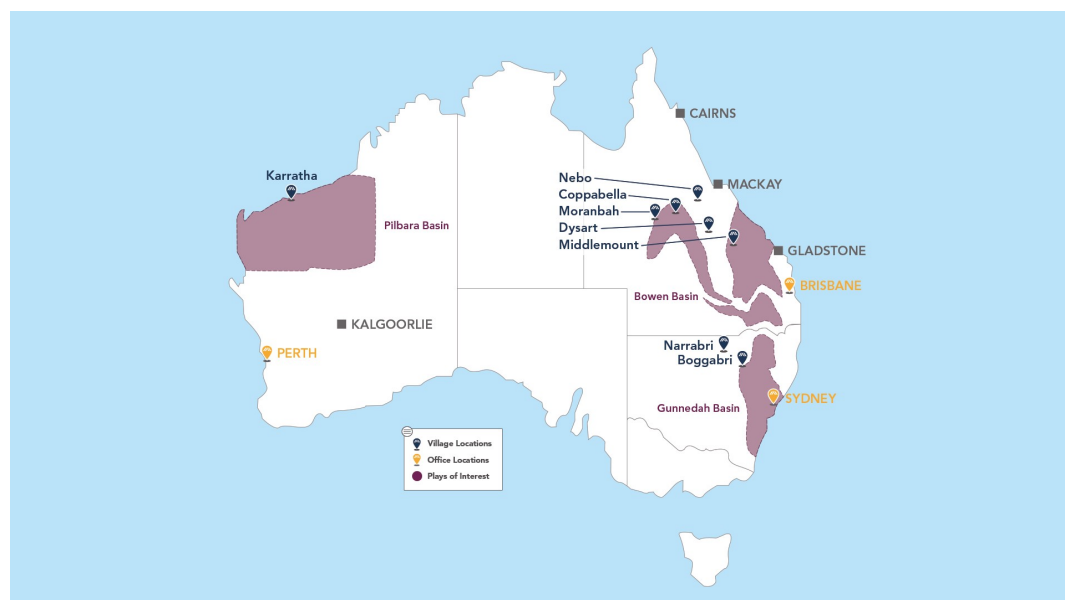 CAIRNS
Karratha
Nebo
MACKAY
Coppabella
Moranbah
Pilbara Basin
Dysart
Middlemount
GLADSTONE
BRISBANE
Bowen Basin
KALGOORLIE
Narrabri
PERTH
Boggabri
SYDNEY
Gunnedah Basin
Village Locations
Office Locations
Plays of Interest